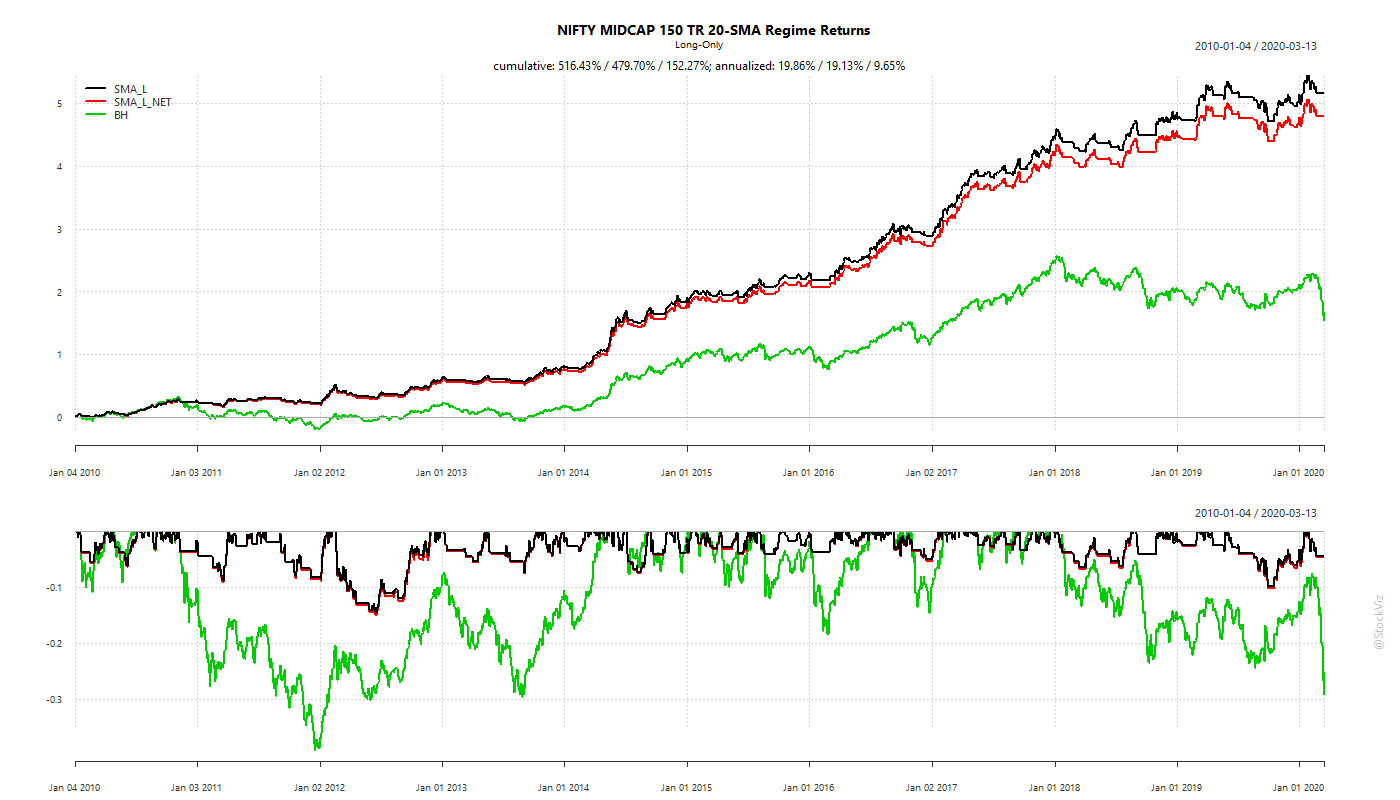 NIFTY MIDCAP 150 TR 20-SMA Regime Returns
Long-Only
2010-01-04 / 2020-03-13
cumulative: 516.43% / 479.70% / 152.27%; annualized: 19.86% / 19.13% / 9.65%
SMA_L
SMA_L_NET
BH
5
4
3
2
1
0
Jan 04 2010 Jan 03 2011 Jan 02 2012 Jan 01 2013 Jan 01 2014 Jan 01 2015 Jan 01 2016 Jan 02 2017 Jan 01 2018 Jan 01 2019 Jan 01 2020
2010-01-04 / 2020-03-13
-0.1
-0.2
-0.3
Jan 04 2010 Jan 03 2011 Jan 02 2012 Jan 01 2013 Jan 01 2014 Jan 01 2015 Jan 01 2016 Jan 02 2017 Jan 01 2018 Jan 01 2019 Jan 01 2020
@StockViz